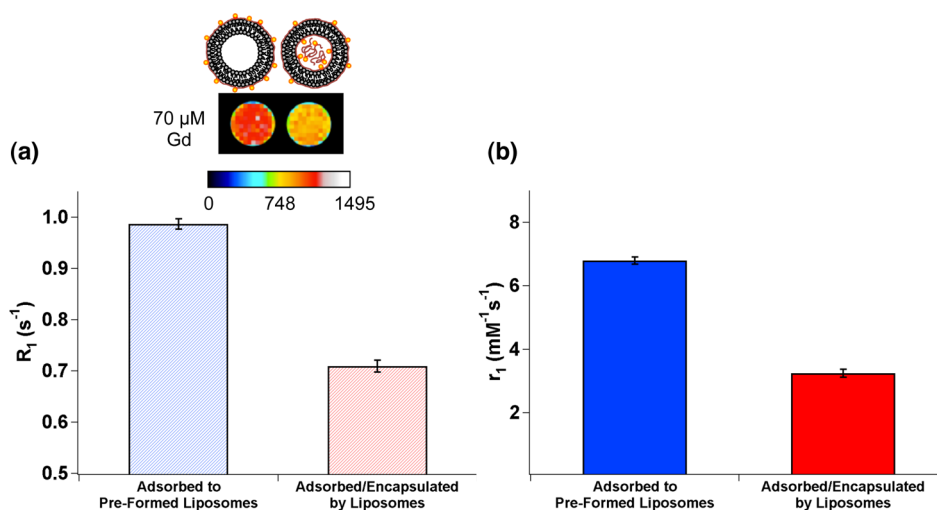 70 µM
Gd
(a)
0 748 1495
1.0
0.9
0.8
0.7
0.6
0.5
R1 (s-1)
Adsorbed to
Pre-Formed Liposomes
Adsorbed/Encapsulated
by Liposomes
(b)
8
6
4
2
r1 (mM-1s-1)
Adsorbed to
Pre-Formed Liposomes
Adsorbed/Encapsulated
by Liposomes